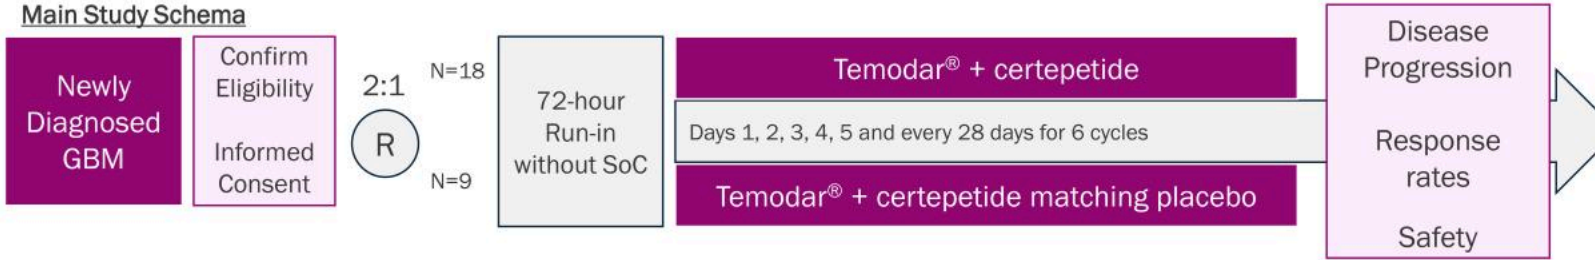 Main Study Schema
Newly
Diagnosed
GBM
Confirm
Eligibility
Informed
Consent
2:1
R
N=18
N=9
72-hour
Run-in
without SoC
Temodar® + certepetide
Days 1, 2, 3, 4, 5 and every 28 days for 6 cycles
Temodar® + certepetide matching placebo
Disease
Progression
Response
rates
Safety